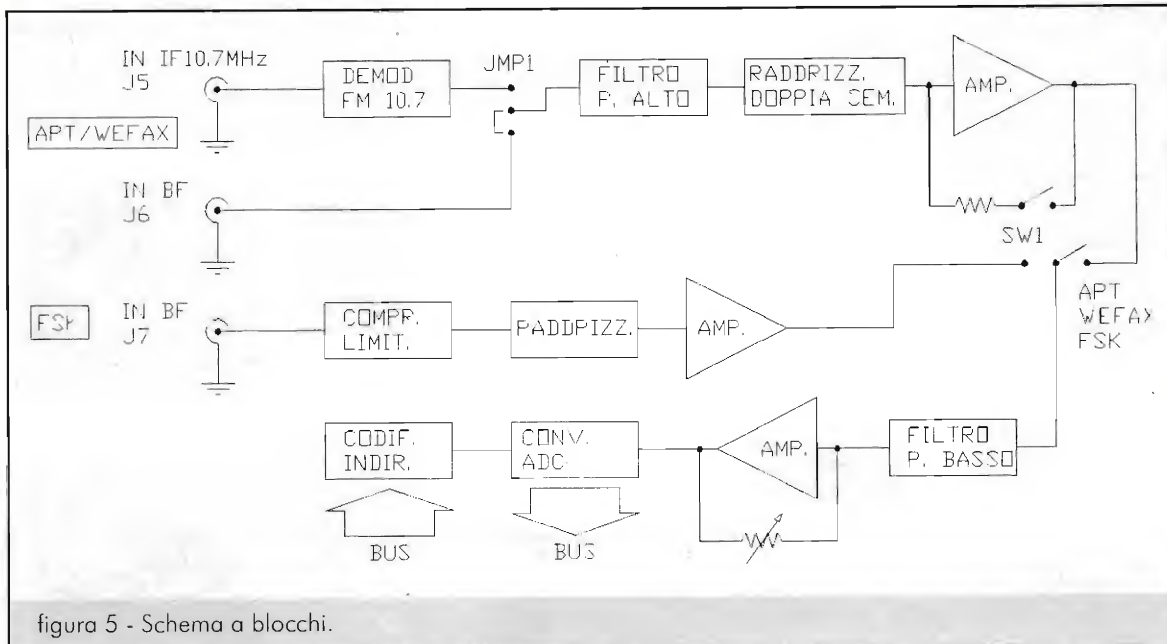 IN IF10.7MHz
J5
DEMOD
FM 10.7
JMP1
FILTRO
P. ALTO
RADDRIZZ.
DOPPIA SEM.
AMP.
APT/WEFAX
IN BF
J6
SW1
FSK
IN BF
J7
COMPR.
LIMIT.
RADDRIZZ.
AMP.
APT
WEFAX
FSK
CODIF.
INDIR.
CONV.
ADC
AMP.
FILTRO
P. BASSO
BUS
BUS
figura 5 - Schema a blocchi.